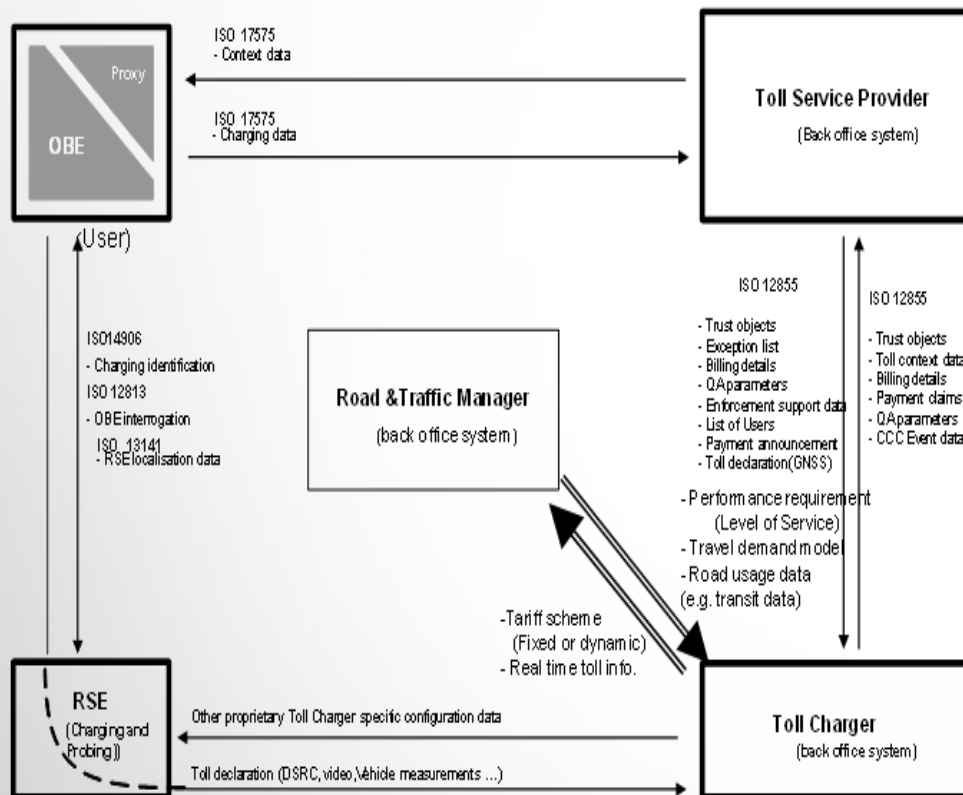 ISO 17575
- Context data
Proxy
OBE
ISO 17575
- Charging data
(User)
Toll Service Provider
(Back office system)
ISO14906
- Charging identification
ISO 12813
- OBE interrogation
ISO 13141
- RSE localisation data
Road &Traffic Manager
(back office system)
ISO 12855
- Trust objects
- Exception list
- Billing details
- QA parameters
- Enforcement support data
- List of Users
- Payment announcement
- Toll declaration(GNSS)
ISO 12855
- Trust objects
- Toll context data
- Billing details
- Payment claims
- QA parameters
- CCC Event data
- Performance requirement
(Level of Service)
- Travel demand model
- Road usage data
(e.g. transit data)
- Tariff scheme
(Fixed or dynamic)
- Real time toll info.
RSE
(Charging and
Probing))
Other proprietary Toll Charger specific configuration data
Toll declaration (DSRC, video,Vehicle measurements ...)
Toll Charger
(back office system)